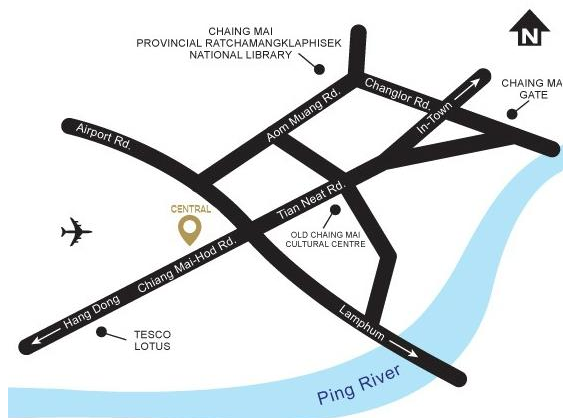 CHAING MAI
PROVINCIAL RATCHAMANGKLAPHISEK
NATIONAL LIBRARY
N
CHAING MA
GATE
Changlor Rd.
Aom Muang Rd.
In-Town
Airport Rd.
Tian Neat Rd.
CENTRAL
OLD CHAING MAI
CULTURAL CENTRE
Chiang Mai-Hod Rd.
Hang Dong
TESCO
LOTUS
Lamphum
Ping River